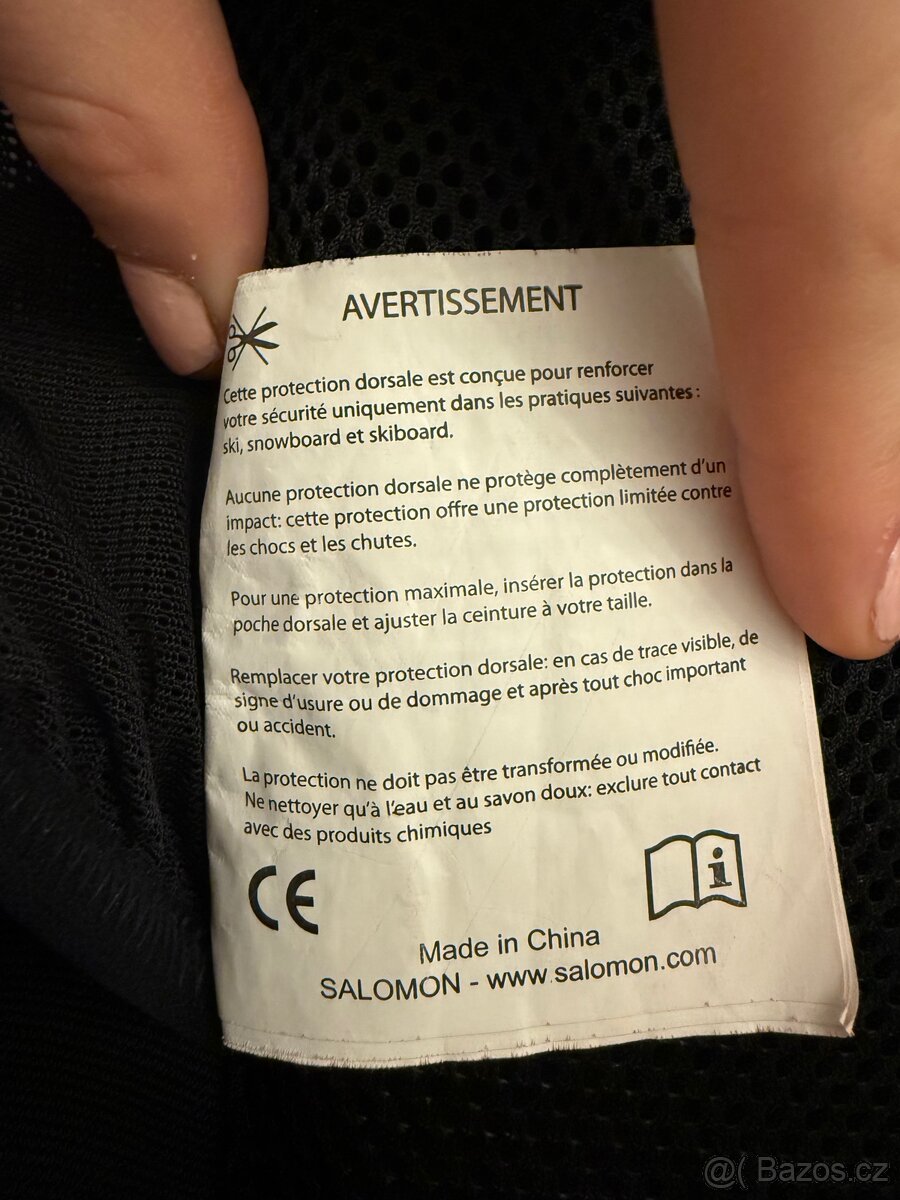 AVERTISSEMENT
Cette protection dorsale est conçue pour renforcer
votre sécurité uniquement dans les pratiques suivantes :
ski, snowboard et skiboard.
Aucune protection dorsale ne protège complètement d'un
impact: cette protection offre une protection limitée contre
les chocs et les chutes.
Pour une protection maximale, insérer la protection dans la
poche dorsale et ajuster la ceinture à votre taille.
Remplacer votre protection dorsale: en cas de trace visible, de
signe d'usure ou de dommage et après tout choc important
ou accident.
La protection ne doit pas être transformée ou modifiée.
Ne nettoyer qu'à l'eau et au savon doux: exclure tout contact
avec des produits chimiques
CE
i
Made in China
SALOMON - www.salomon.com
@( Bazos.cz